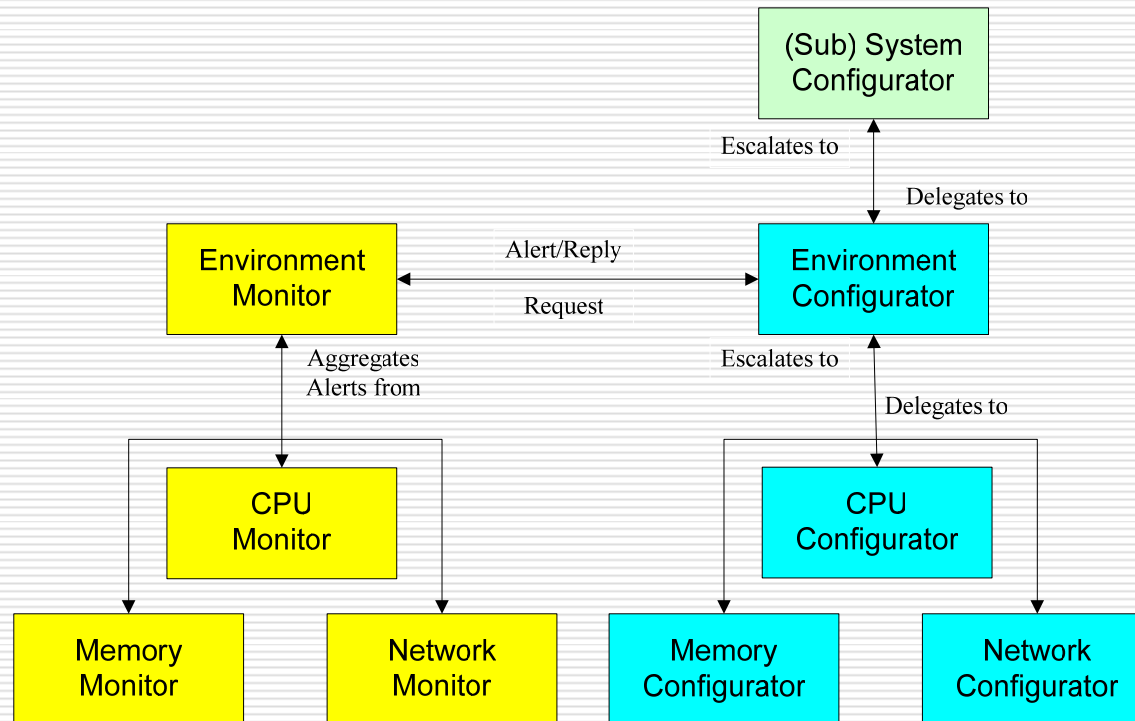 (Sub) System
Configurator
Escalates to
Delegates to
Environment
Monitor
Alert/Reply
Request
Environment
Configurator
Aggregates
Alerts from
Escalates to
Delegates to
CPU
Monitor
CPU
Configurator
Memory
Monitor
Network
Monitor
Memory
Configurator
Network
Configurator